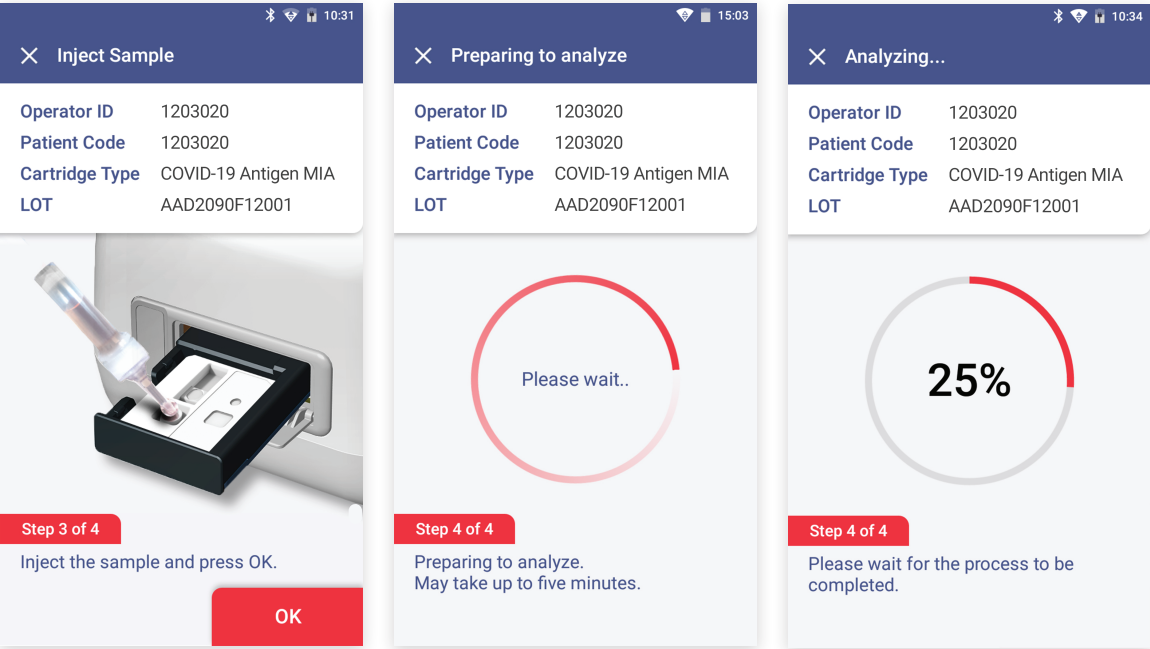 10:31
Inject Sample
Operator ID 1203020
Patient Code 1203020
Cartridge Type COVID-19 Antigen MIA
LOT AAD2090F12001
Step 3 of 4
Inject the sample and press OK.
OK
15:03
Preparing to analyze
Operator ID 1203020
Patient Code 1203020
Cartridge Type COVID-19 Antigen MIA
LOT AAD2090F12001
Please wait..
Step 4 of 4
Preparing to analyze.
May take up to five minutes.
10:34
Analyzing...
Operator ID 1203020
Patient Code 1203020
Cartridge Type COVID-19 Antigen MIA
LOT AAD2090F12001
25%
Step 4 of 4
Please wait for the process to be
completed.